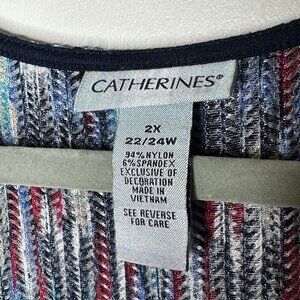 CATHERINES®
2X
22/24W
94% NYLON
6% SPANDEX
EXCLUSIVE OF
DECORATION
MADE IN
VIETNAM
SEE REVERSE
FOR CARE